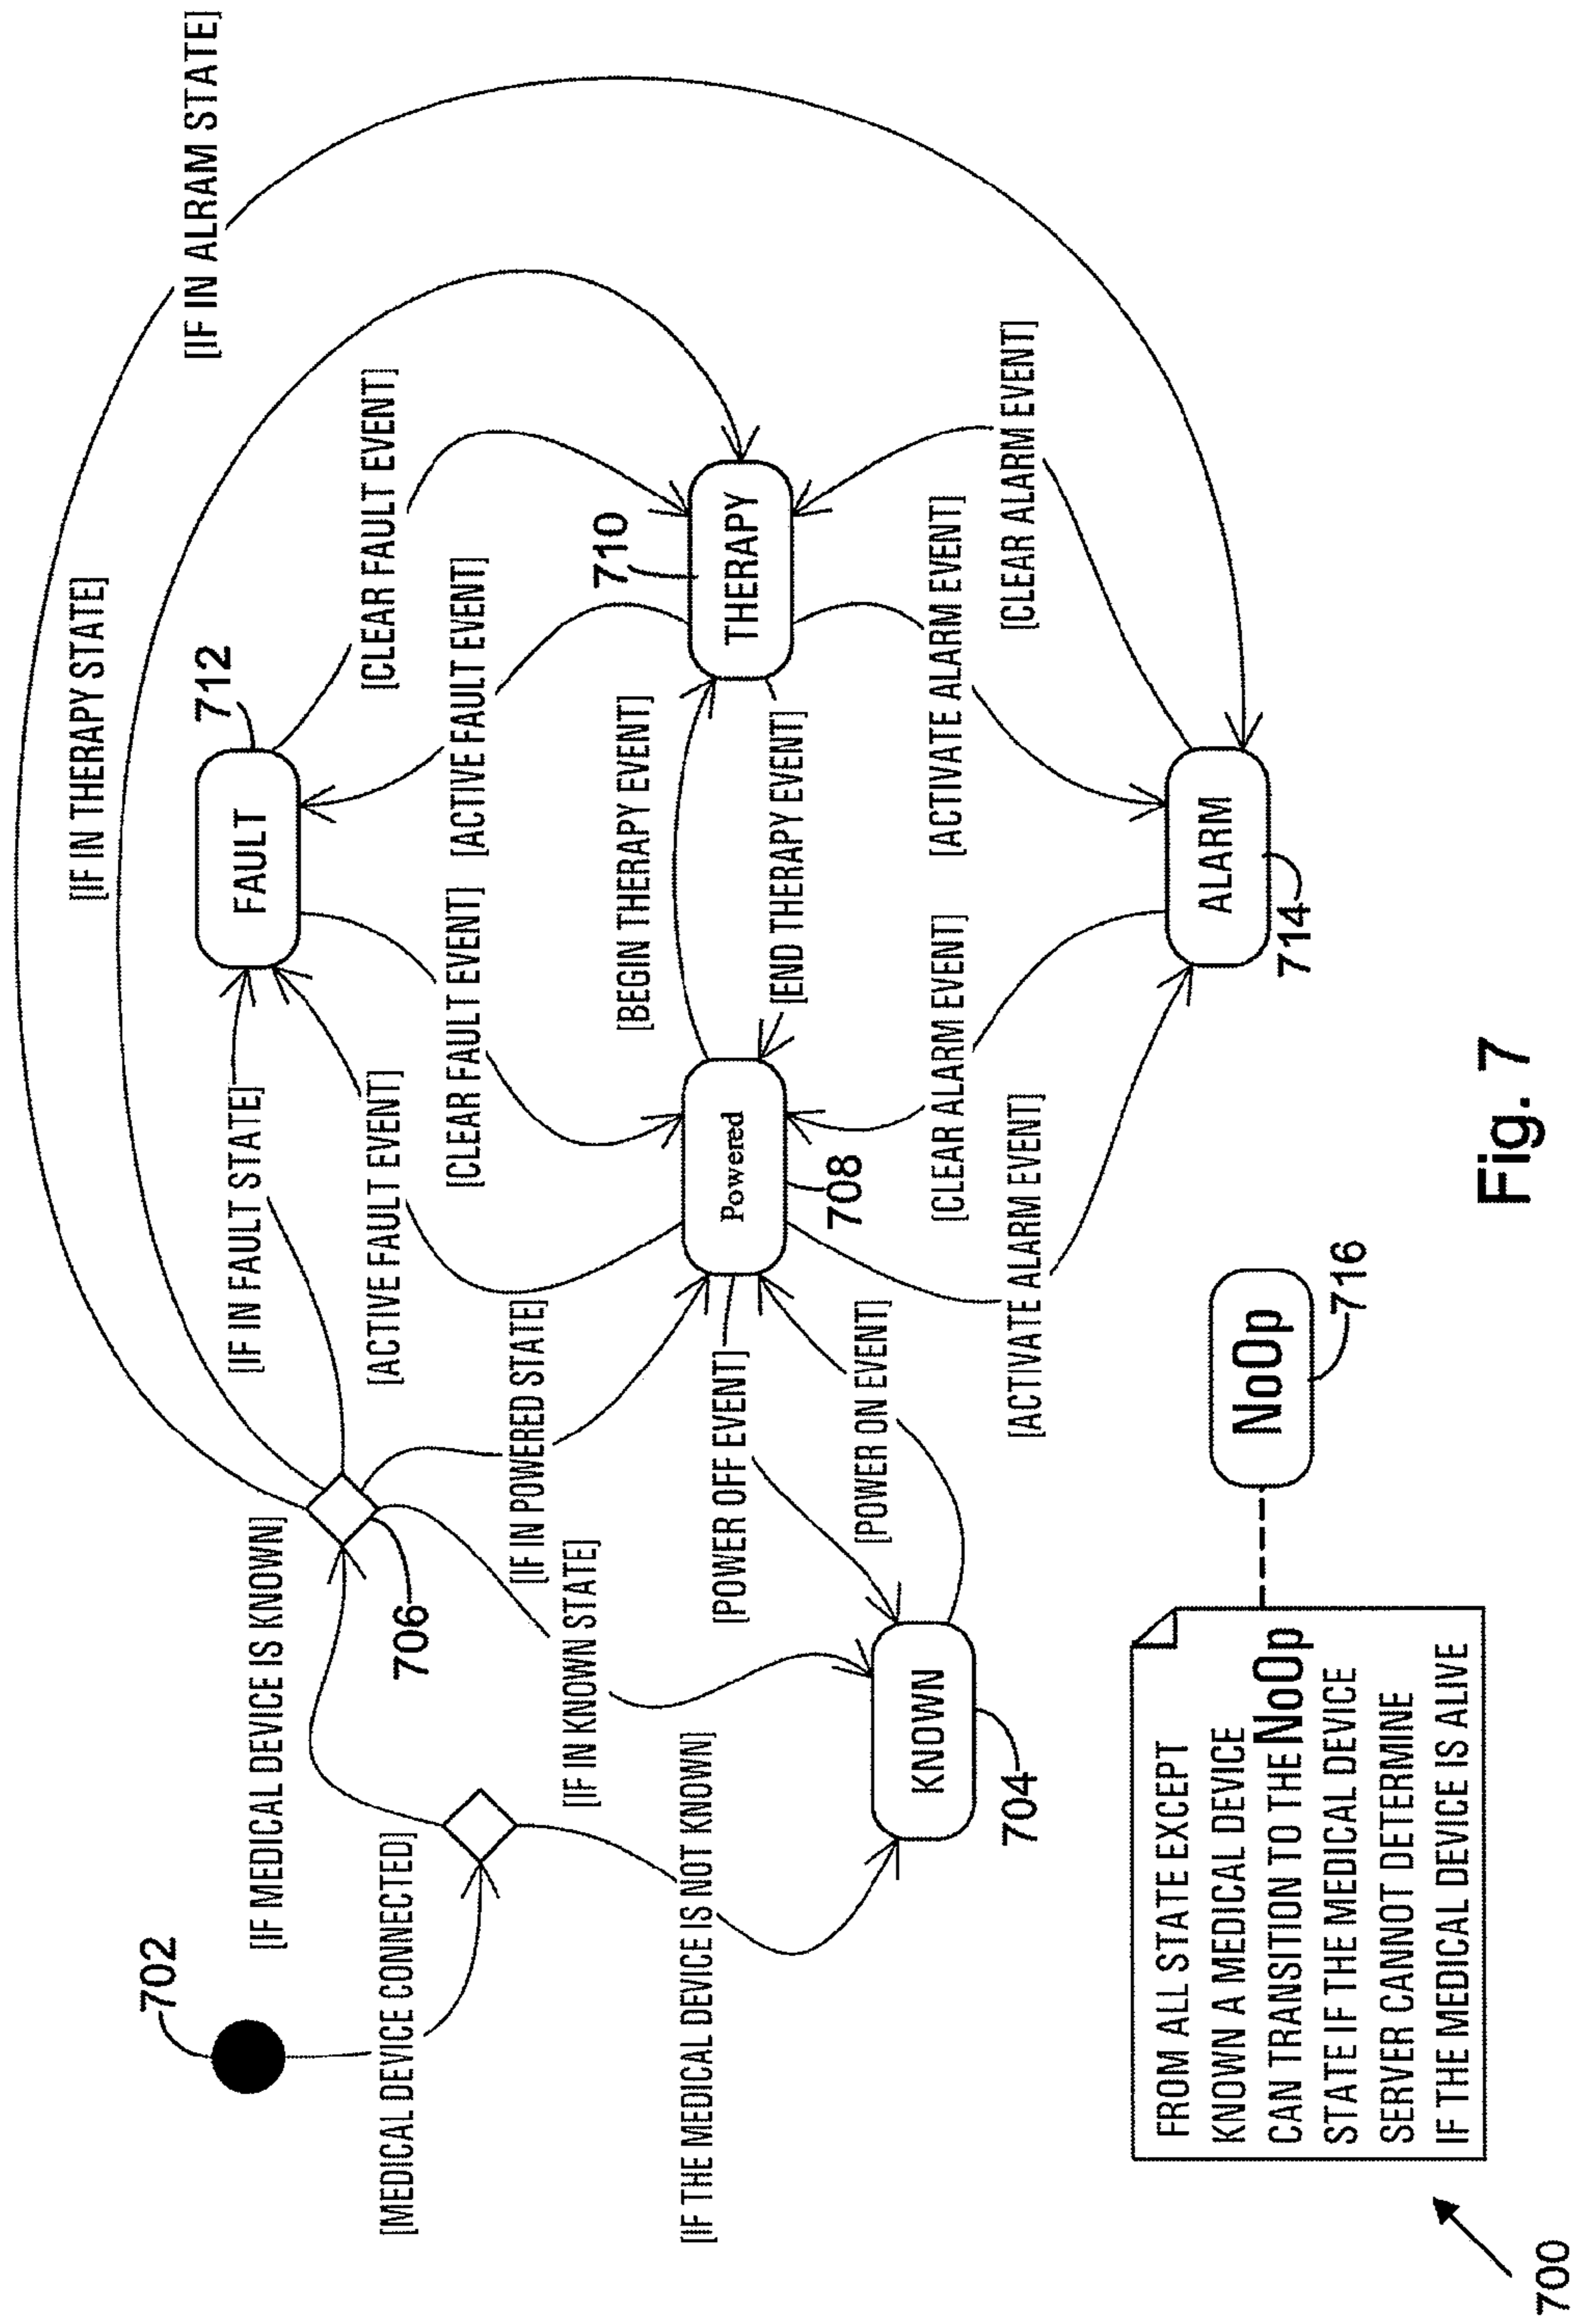 702
[MEDICAL DEVICE CONNECTED]
[IF MEDICAL DEVICE IS KNOWN]
706
[IF THE MEDICAL DEVICE IS NOT KNOWN]
[IF IN KNOWN STATE]
KNOWN
704
[IF IN POWERED STATE]
[POWER OFF EVENT]
[POWER ON EVENT]
[IF IN FAULT STATE]
[ACTIVE FAULT EVENT]
[CLEAR FAULT EVENT]
Powered
708
[CLEAR ALARM EVENT]
[ACTIVATE ALARM EVENT]
[IF IN THERAPY STATE]
FAULT
712
[ACTIVE FAULT EVENT]
[BEGIN THERAPY EVENT]
[END THERAPY EVENT]
[ACTIVATE ALARM EVENT]
ALARM
714
[IF IN ALRAM STATE]
[CLEAR FAULT EVENT]
710
THERAPY
[CLEAR ALARM EVENT]
FROM ALL STATE EXCEPT
KNOWN A MEDICAL DEVICE
CAN TRANSITION TO THE NoOp
STATE IF THE MEDICAL DEVICE
SERVER CANNOT DETERMINE
IF THE MEDICAL DEVICE IS ALIVE
NoOp
716
700
Fig. 7